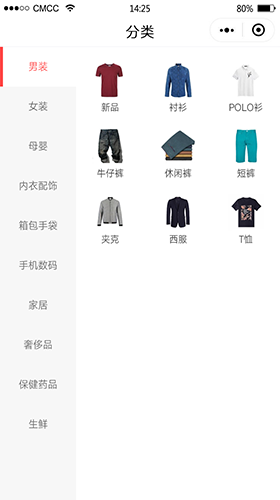 CMCC 14:25 80%
分类
男装
女装
母婴
内衣配饰
箱包手袋
手机数码
家居
奢侈品
保健药品
生鲜
新品 衬衫 POLO衫
牛仔裤 休闲裤 短裤
夹克 西服 T恤